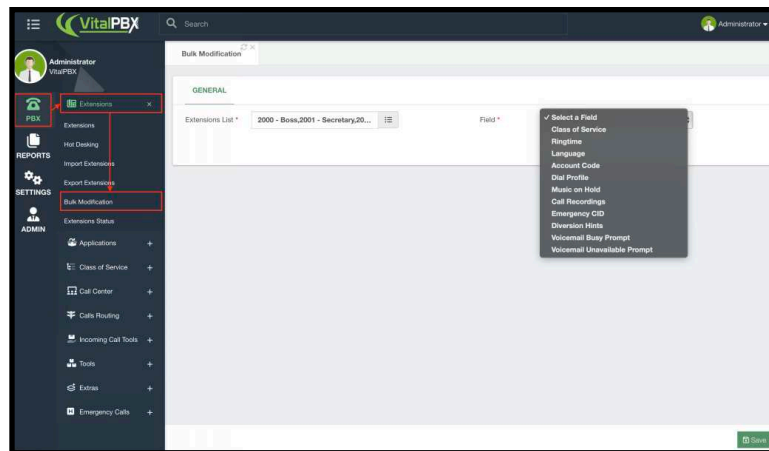 VitalPBX
Search
Administrator
Administrator
VitalPBX
PBX
REPORTS
SETTINGS
ADMIN
Extensions
Extensions
Hot Desking
Import Extensions
Export Extensions
Bulk Modification
Extensions Status
Applications
Class of Service
Call Center
Calls Routing
Incoming Call Tools
Tools
Extras
Emergency Calls
Bulk Modification
GENERAL
Extensions List * 2000 - Boss,2001 - Secretary,20...
Field *
✓ Select a Field
Class of Service
Ringtime
Language
Account Code
Dial Profile
Music on Hold
Call Recordings
Emergency CID
Diversion Hints
Voicemail Busy Prompt
Voicemail Unavailable Prompt
Save